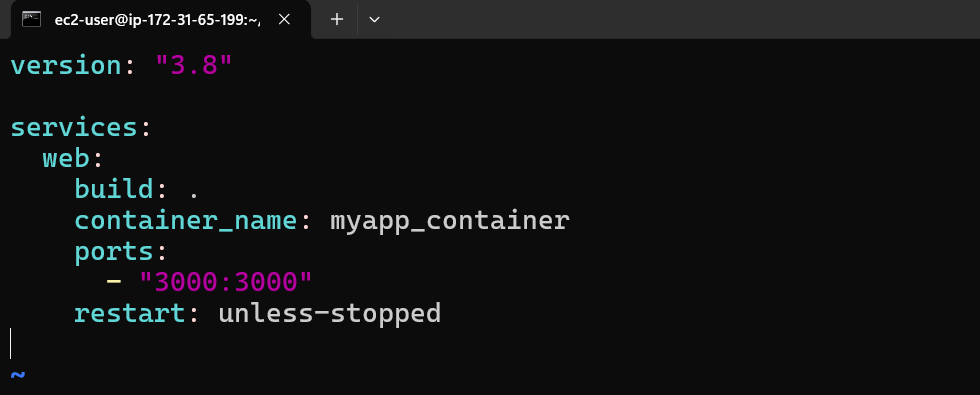 ec2-user@ip-172-31-65-199:~/
version: "3.8"

services:
  web:
    build: .
    container_name: myapp_container
    ports:
      - "3000:3000"
    restart: unless-stopped

~